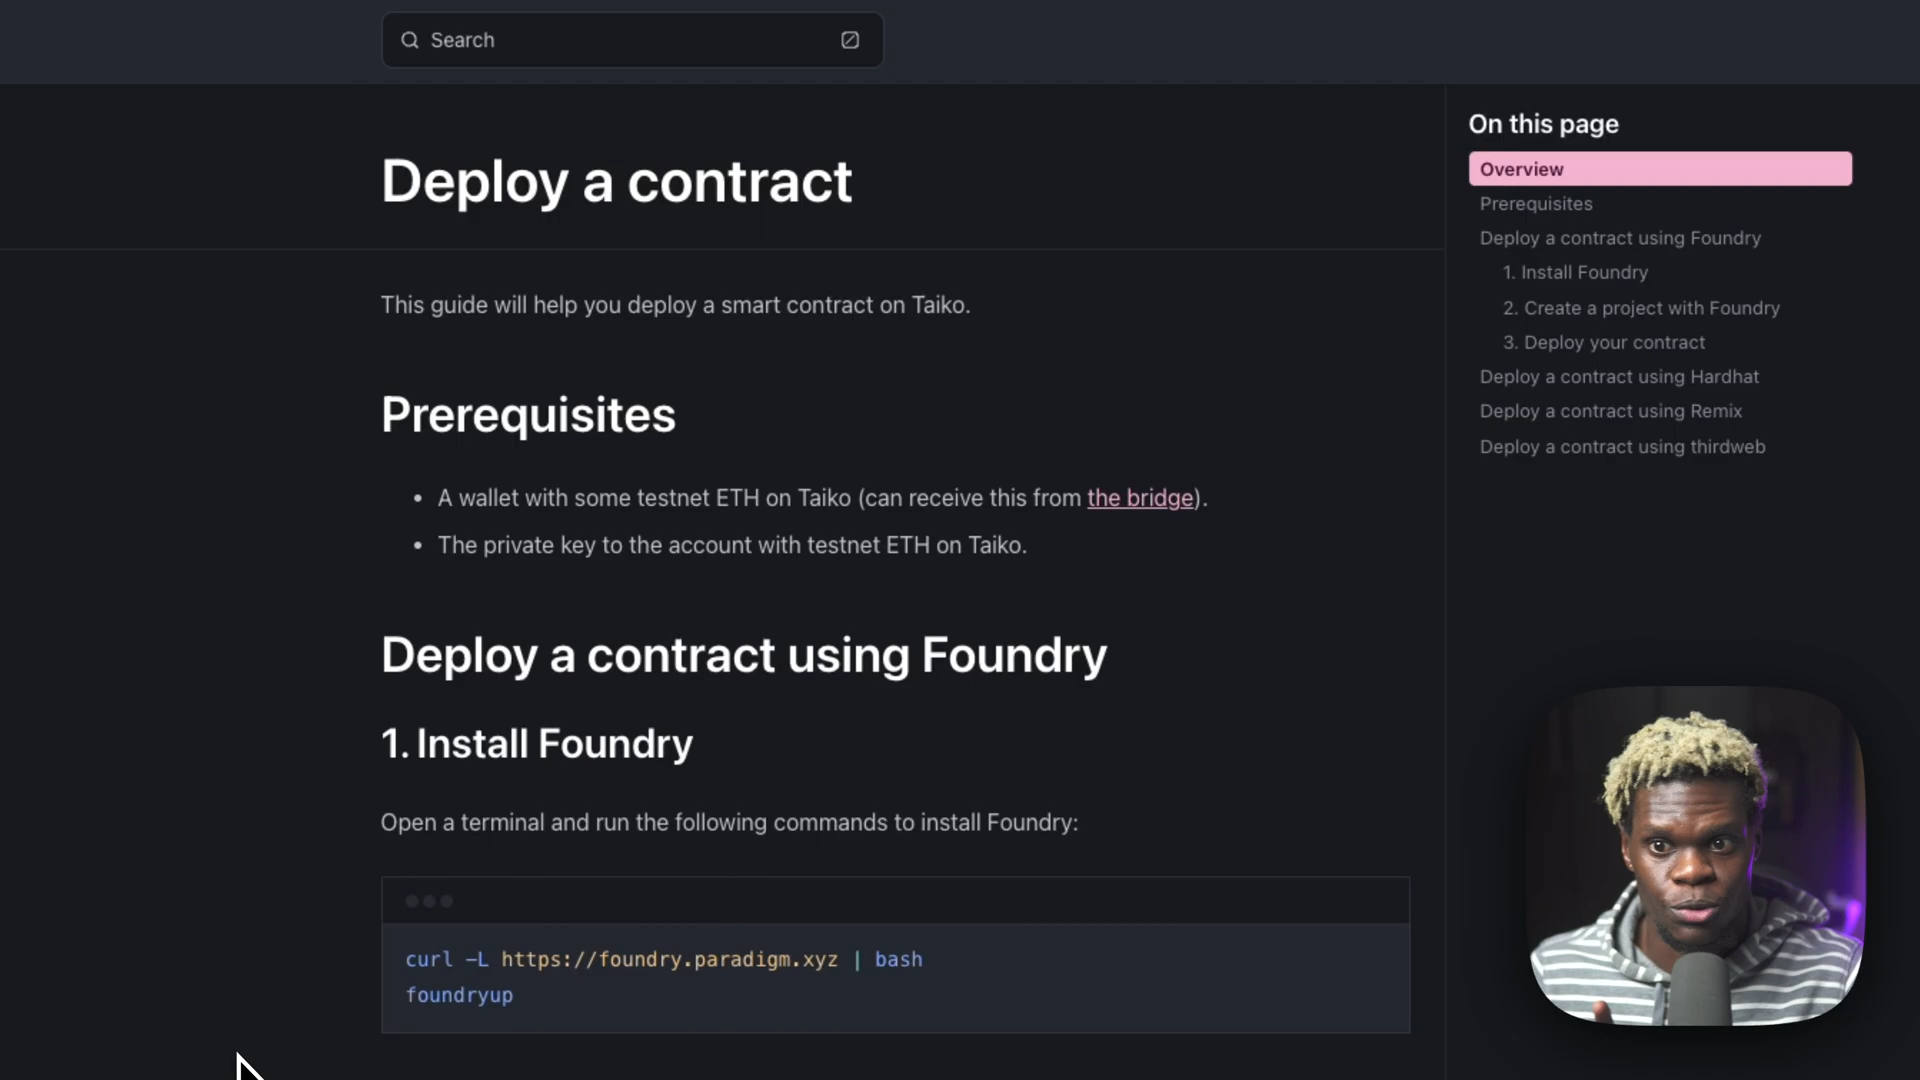 Search
Deploy a contract
This guide will help you deploy a smart contract on Taiko.
Prerequisites
• A wallet with some testnet ETH on Taiko (can receive this from the bridge).
• The private key to the account with testnet ETH on Taiko.
Deploy a contract using Foundry
1. Install Foundry
Open a terminal and run the following commands to install Foundry:
curl -L https://foundry.paradigm.xyz | bash
foundryup
On this page
Overview
Prerequisites
Deploy a contract using Foundry
1. Install Foundry
2. Create a project with Foundry
3. Deploy your contract
Deploy a contract using Hardhat
Deploy a contract using Remix
Deploy a contract using thirdweb